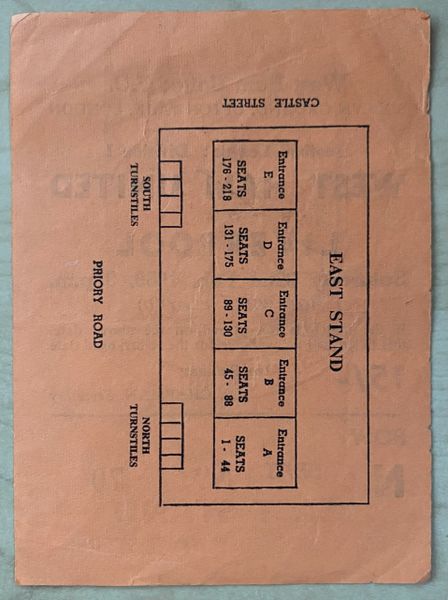 CASTLE STREET
EAST STAND
Entrance
E
SEATS
176 - 218
Entrance
D
SEATS
131 - 175
Entrance
C
SEATS
89 - 130
Entrance
B
SEATS
45 - 88
Entrance
A
SEATS
1 - 44
SOUTH
TURNSTILES
NORTH
TURNSTILES
PRIORY ROAD